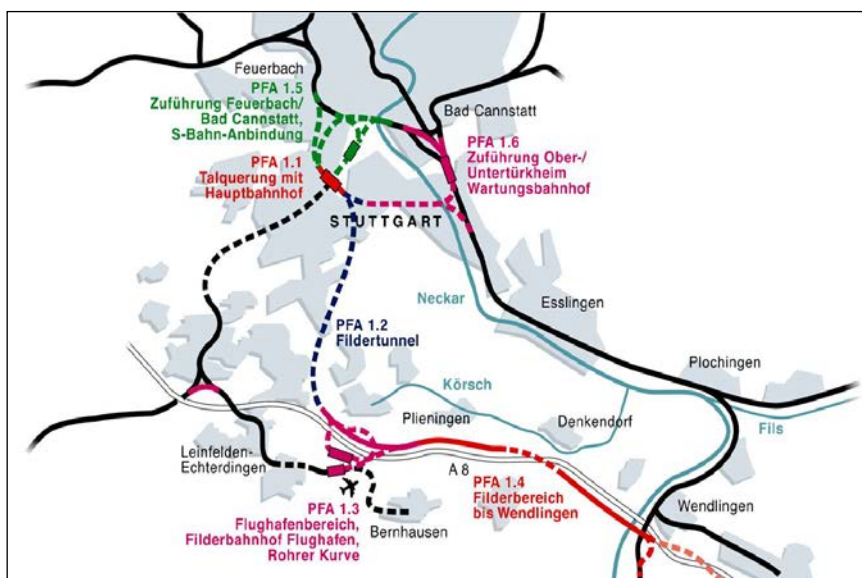 Feuerbach
PFA 1.5
Zuführung Feuerbach/
Bad Cannstatt,
S-Bahn-Anbindung
Bad Cannstatt
PFA 1.6
Zuführung Ober-/
Untertürkheim
Wartungsbahnhof
PFA 1.1
Talquerung mit
Hauptbahnhof
STUTTGART
Neckar
Esslingen
PFA 1.2
Fildertunnel
Plochingen
Körsch
Plieningen
Denkendorf
Fils
Leinfelden-
Echterdingen
A 8
PFA 1.4
Filderbereich
bis Wendlingen
Wendlingen
PFA 1.3
Flughafenbereich,
Filderbahnhof Flughafen,
Rohrer Kurve
Bernhausen